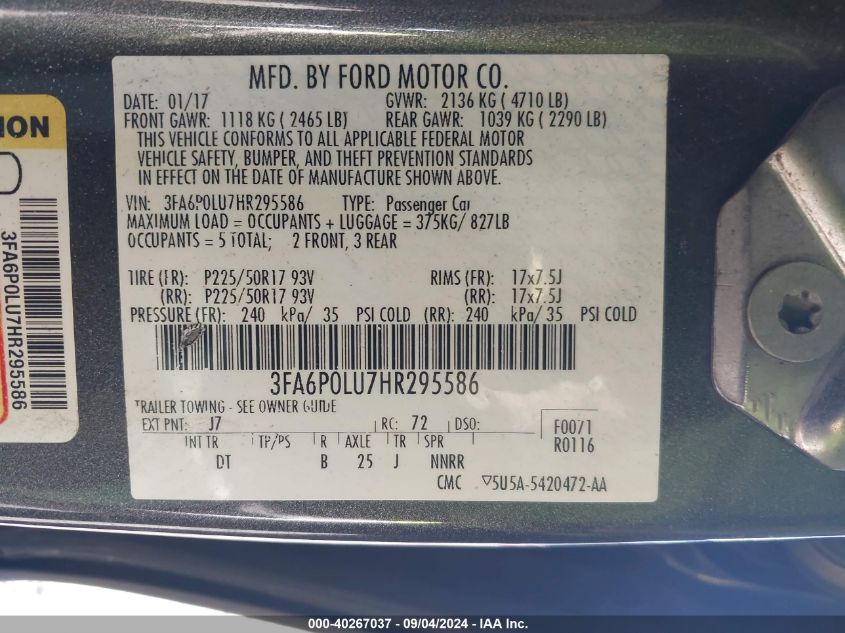 ION
3FA6P0LU7HR295586
MFD. BY FORD MOTOR CO.
DATE: 01/17 GVWR: 2136 KG ( 4710 LB)
FRONT GAWR: 1118 KG ( 2465 LB) REAR GAWR: 1039 KG ( 2290 LB)
THIS VEHICLE CONFORMS TO ALL APPLICABLE FEDERAL MOTOR
VEHICLE SAFETY, BUMPER, AND THEFT PREVENTION STANDARDS
IN EFFECT ON THE DATE OF MANUFACTURE SHOWN ABOVE.
VIN: 3FA6P0LU7HR295586 TYPE: Passenger Car
MAXIMUM LOAD = OCCUPANTS + LUGGAGE = 375KG/ 827LB
OCCUPANTS = 5 TOTAL; 2 FRONT, 3 REAR
TIRE (FR): P225/50R17 93V RIMS (FR): 17x7.5J
(RR): P225/50R17 93V (RR): 17x7.5J
PRESSURE (FR): 240 kPa/ 35 PSI COLD (RR): 240 kPa/ 35 PSI COLD
3FA6P0LU7HR295586
TRAILER TOWING - SEE OWNER GUIDE
EXT PNT: J7 RC: 72 DSO: F0071
INT TR TP/PS R AXLE TR SPR R0116
DT B 25 J NNRR
CMC ▽5U5A-5420472-AA
000-40267037 - 09/04/2024 - COPYRIGHT IAA, Inc.